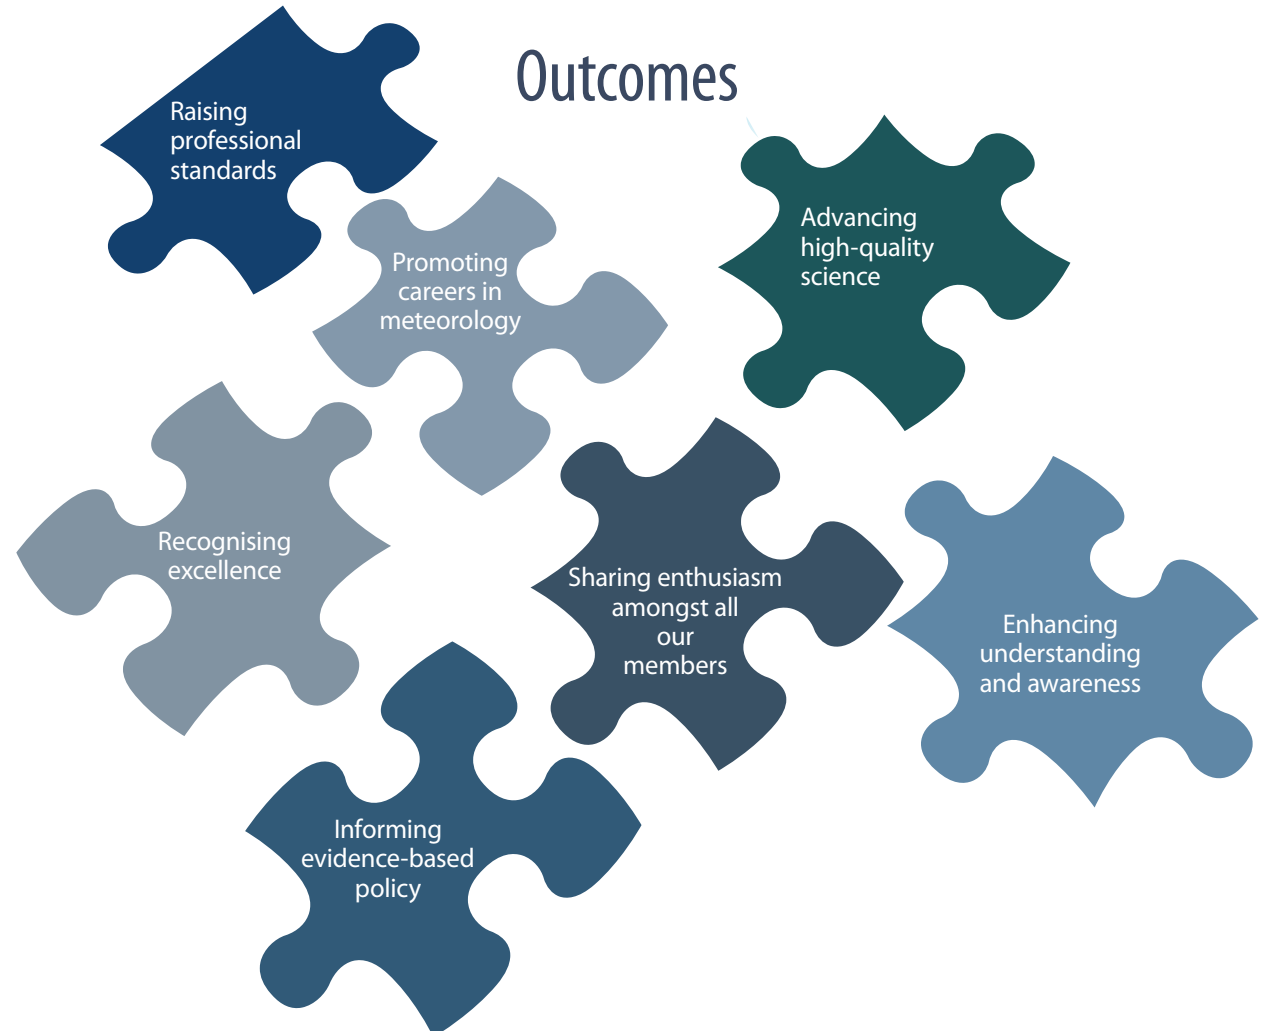 Outcomes
Raising
professional
standards
Promoting
careers in
meteorology
Advancing
high-quality
science
Recognising
excellence
Sharing enthusiasm
amongst all
our
members
Enhancing
understanding
and awareness
Informing
evidence-based
policy